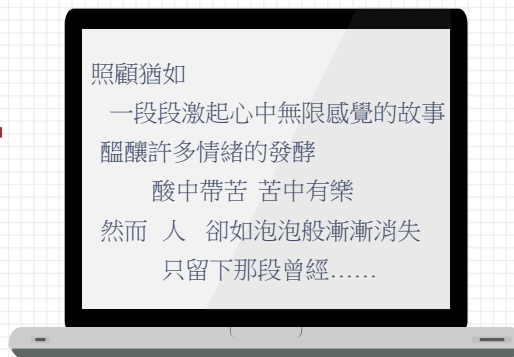 照顧猶如
一段段激起心中無限感覺的故事
醞釀許多情緒的發酵
酸中帶苦 苦中有樂
然而 人 卻如泡泡般漸漸消失
只留下那段曾經……